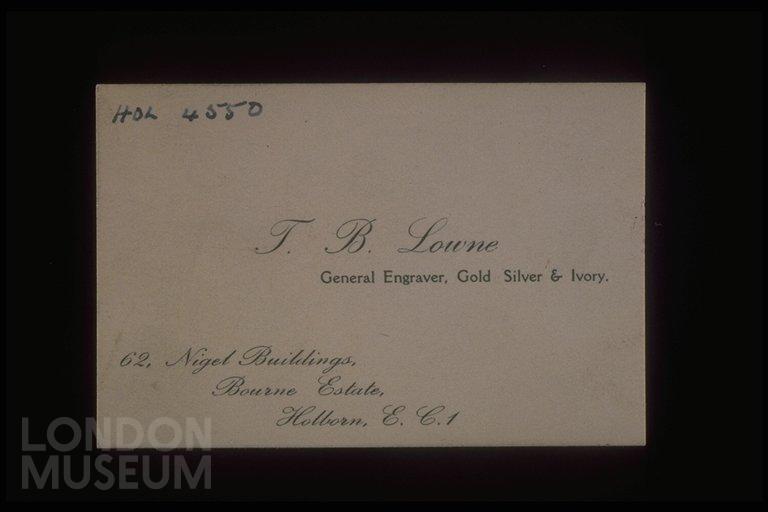 HOL 4550
T. B. Lowne
General Engraver, Gold Silver & Ivory.
62, Nigel Buildings,
Bourne Estate,
Holborn, E. C.1
LONDON
MUSEUM